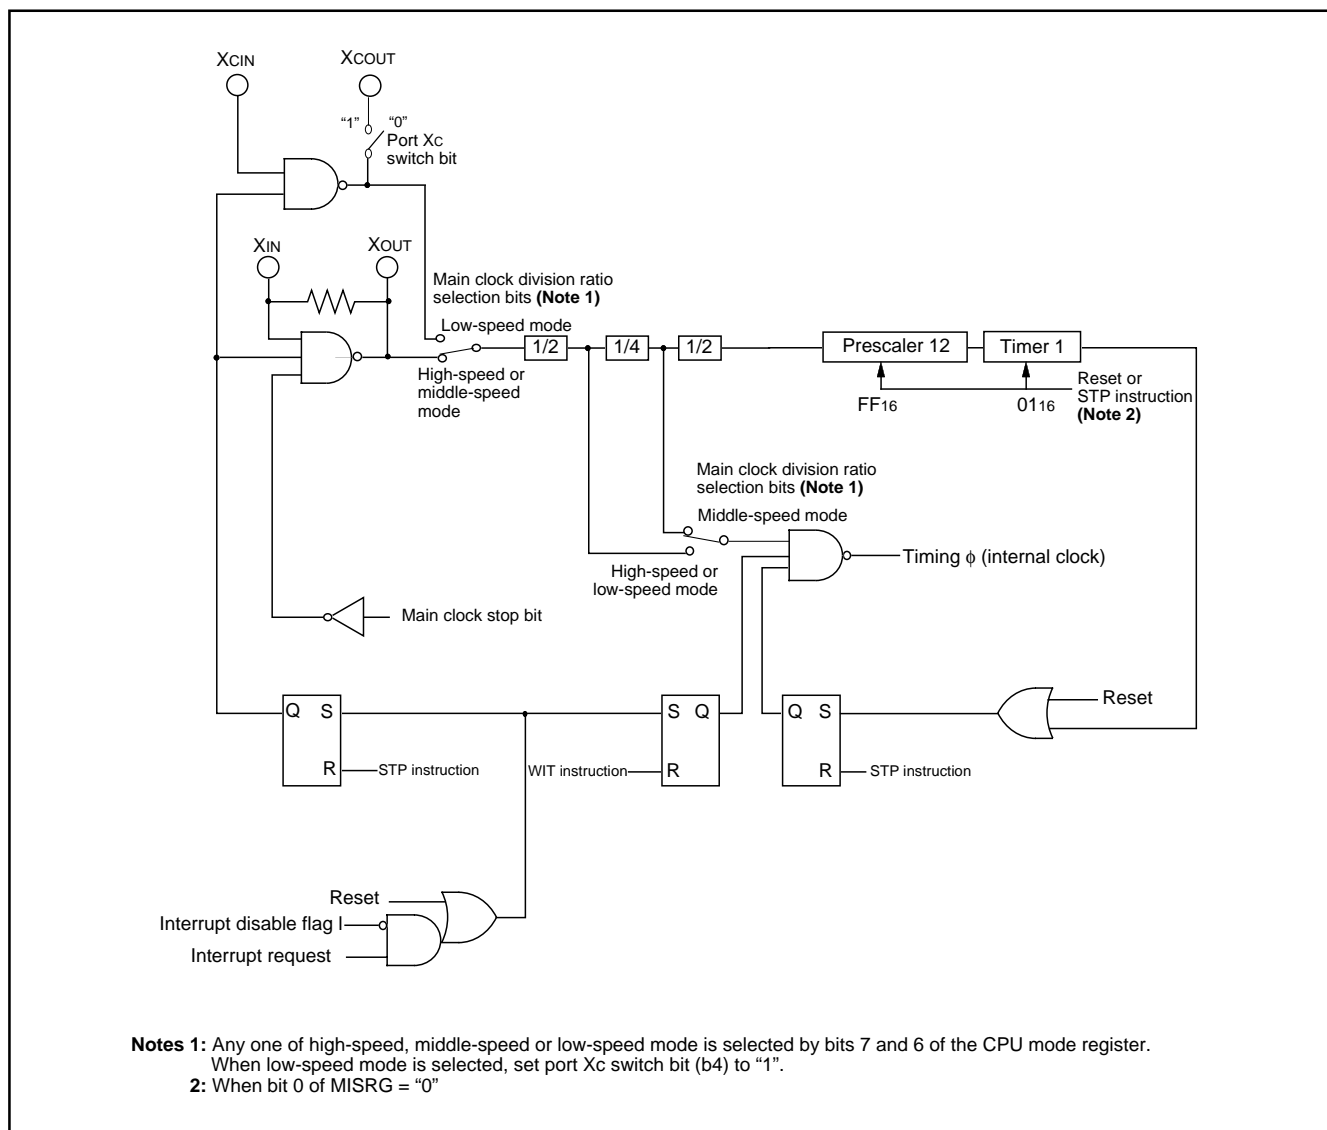 XCIN
XCOUT
“1”
“0”
Port XC
switch bit
XIN
XOUT
Main clock division ratio
selection bits (Note 1)
Low-speed mode
1/2
1/4
1/2
Prescaler 12
Timer 1
High-speed or
middle-speed
mode
FF16
0116
Reset or
STP instruction
(Note 2)
Main clock division ratio
selection bits (Note 1)
Middle-speed mode
Timing ϕ (internal clock)
High-speed or
low-speed mode
Main clock stop bit
Q S
S Q
Q S
Reset
R
STP instruction
WIT instruction
R
R
STP instruction
Reset
Interrupt disable flag I
Interrupt request
Notes 1: Any one of high-speed, middle-speed or low-speed mode is selected by bits 7 and 6 of the CPU mode register.
When low-speed mode is selected, set port Xc switch bit (b4) to “1”.
2: When bit 0 of MISRG = “0”